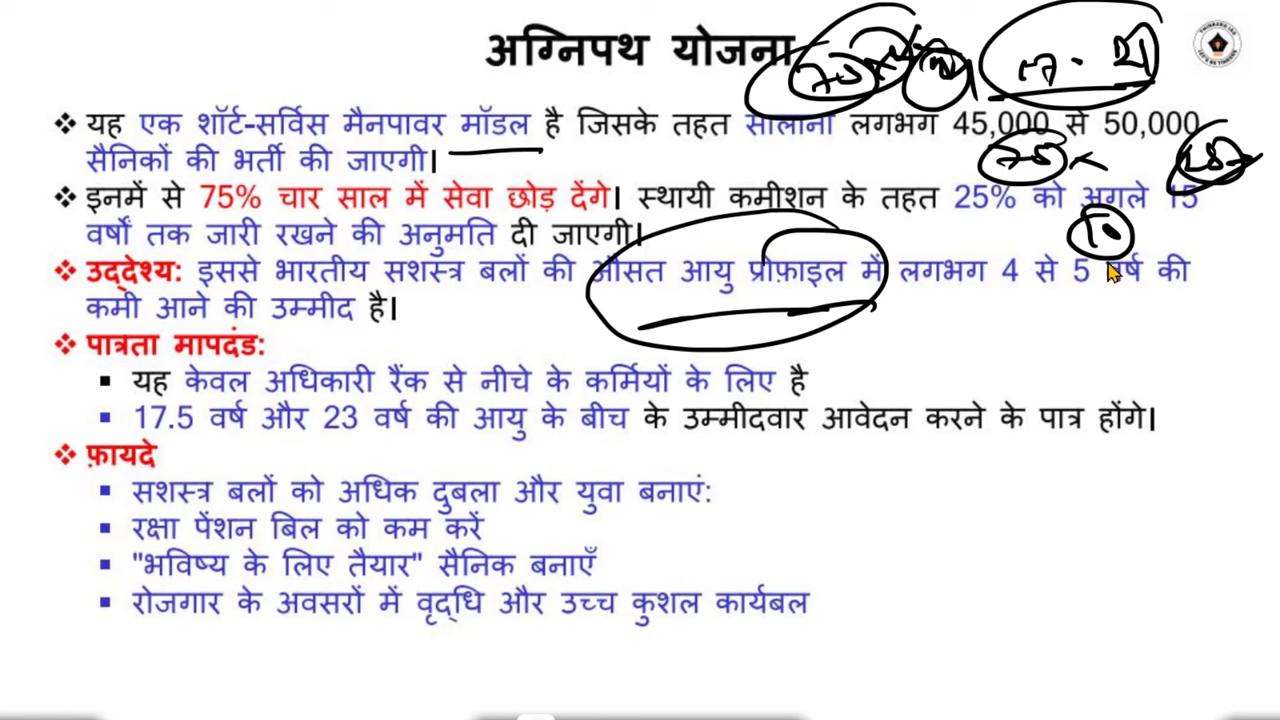 अग्निपथ योजना
❖ यह एक शॉर्ट-सर्विस मैनपावर मॉडल है जिसके तहत सालाना लगभग 45,000 से 50,000
सैनिकों की भर्ती की जाएगी।
❖ इनमें से 75% चार साल में सेवा छोड़ देंगे। स्थायी कमीशन के तहत 25% को अगले 15
वर्षों तक जारी रखने की अनुमति दी जाएगी।
❖ उद्देश्य: इससे भारतीय सशस्त्र बलों की औसत आयु प्रोफ़ाइल में लगभग 4 से 5 वर्ष की
कमी आने की उम्मीद है।
❖ पात्रता मापदंड:
▪ यह केवल अधिकारी रैंक से नीचे के कर्मियों के लिए है
▪ 17.5 वर्ष और 23 वर्ष की आयु के बीच के उम्मीदवार आवेदन करने के पात्र होंगे।
❖ फ़ायदे
▪ सशस्त्र बलों को अधिक दुबला और युवा बनाएं:
▪ रक्षा पेंशन बिल को कम करें
▪ "भविष्य के लिए तैयार" सैनिक बनाएँ
▪ रोजगार के अवसरों में वृद्धि और उच्च कुशल कार्यबल